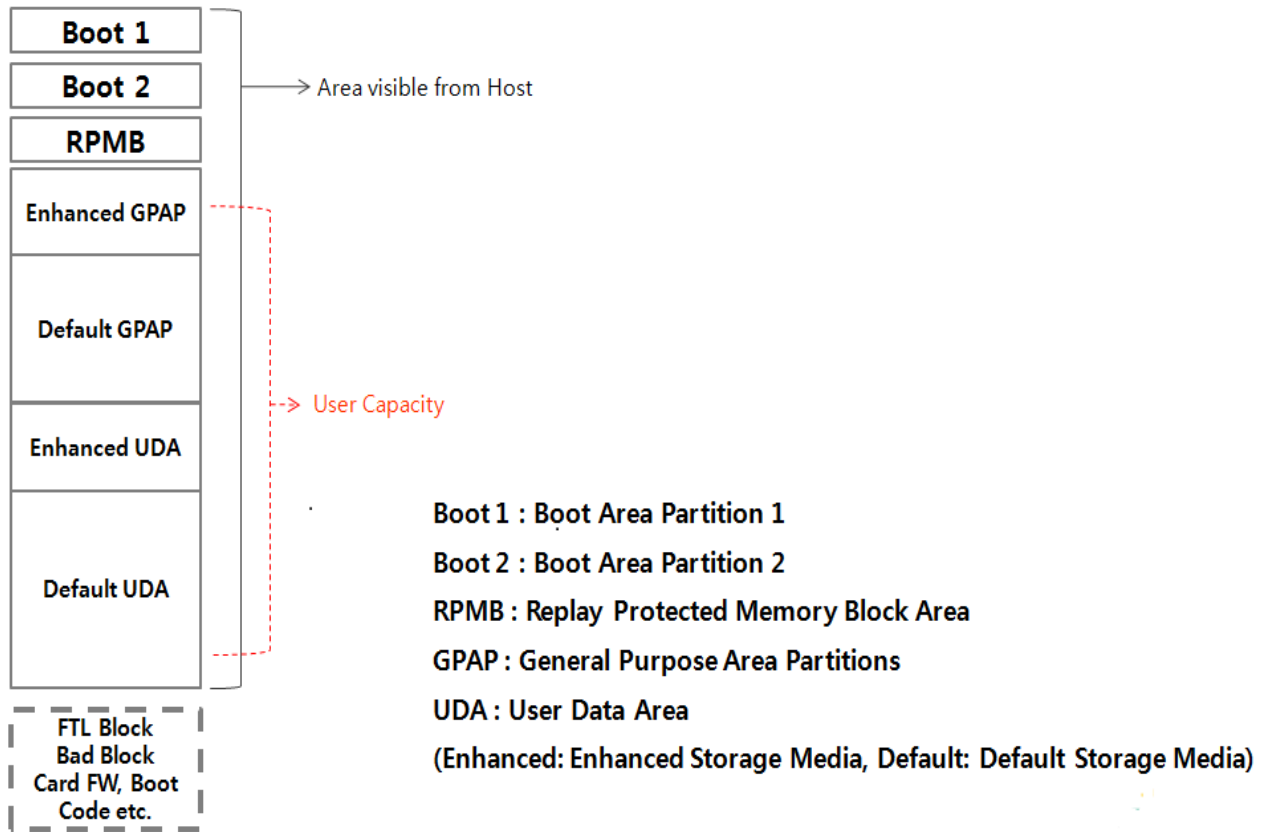 Boot 1
Boot 2
RPMB
Enhanced GPAP
Default GPAP
Enhanced UDA
Default UDA
FTL Block
Bad Block
Card FW, Boot
Code etc.
Area visible from Host
User Capacity
Boot 1 : Boot Area Partition 1
Boot 2 : Boot Area Partition 2
RPMB : Replay Protected Memory Block Area
GPAP : General Purpose Area Partitions
UDA : User Data Area
(Enhanced: Enhanced Storage Media, Default: Default Storage Media)